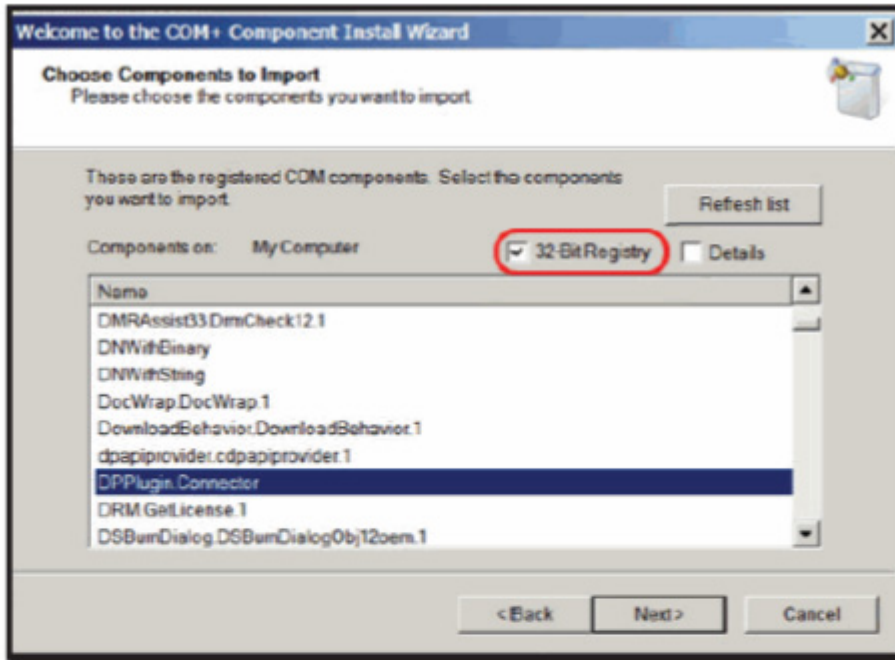 Welcome to the COM+ Component Install Wizard
Choose Components to Import
Please choose the components you want to import.
These are the registered COM components. Select the components
you want to import.
Refresh list
Components on: My Computer 32-Bit Registry Details
Name
DMRAssist33.DrmCheck12.1
DNWithBinary
DNWithString
DocWrap.DocWrap.1
DownloadBehavior.DownloadBehavior.1
dpapiprovider.cdpapiprovider.1
DPPlugin.Connector
DRM.GetLicense.1
DSBurnDialog.DSBurnDialogObj12oem.1
< Back Next > Cancel